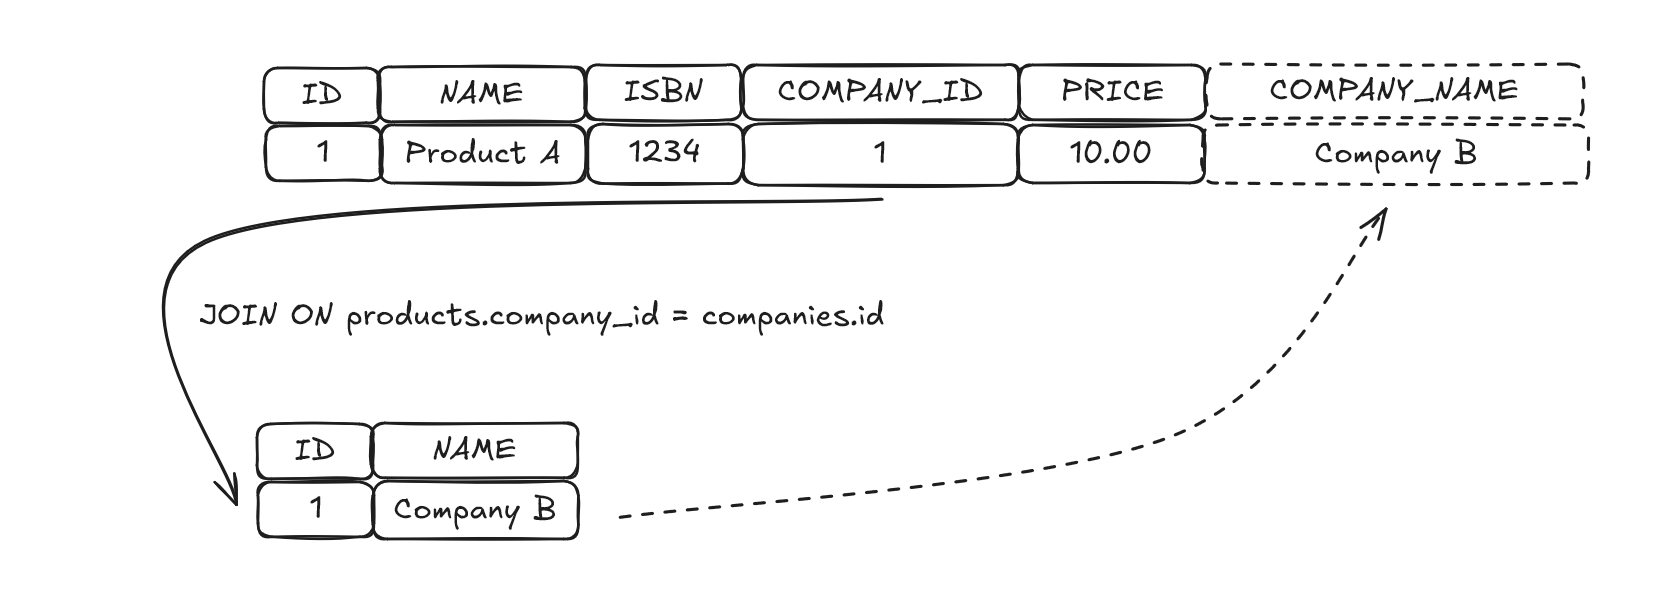 ID NAME ISBN COMPANY_ID PRICE COMPANY_NAME
1 Product A 1234 1 10.00 Company B
JOIN ON products.company_id = companies.id
ID NAME
1 Company B